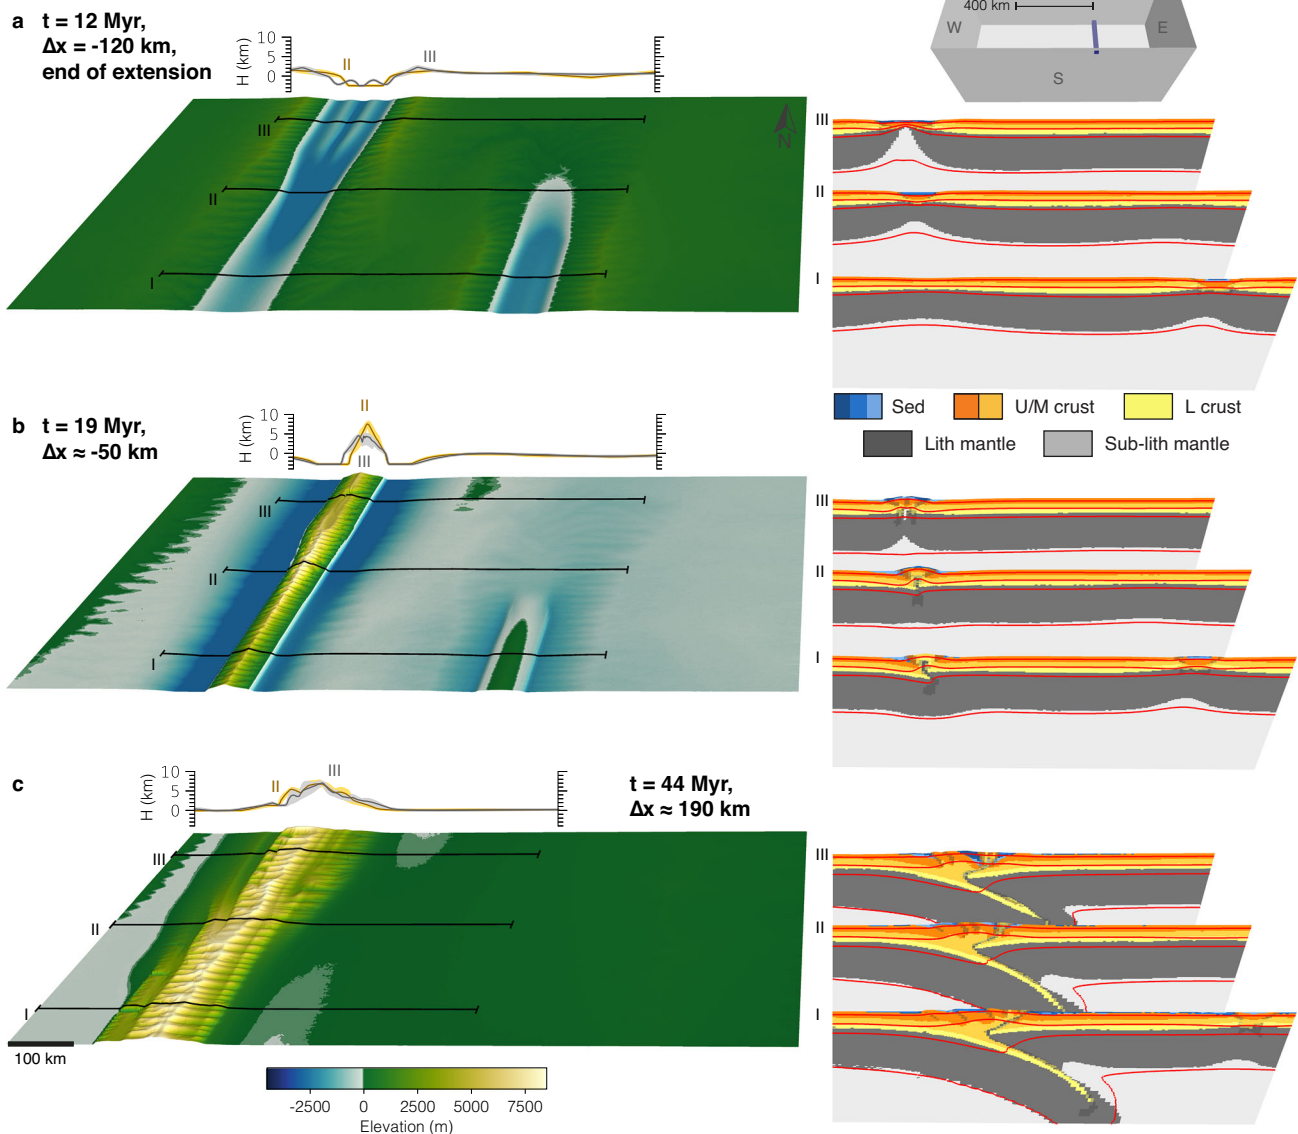 a t = 12 Myr,
Δx = -120 km,
end of extension
H (km)
10
5
0
II
III
III
II
I
N
400 km
W
E
S
III
II
I
Sed
U/M crust
L crust
Lith mantle
Sub-lith mantle
b t = 19 Myr,
Δx ≈ -50 km
H (km)
10
5
0
II
III
III
II
I
III
II
I
c
H (km)
10
5
0
II
III
t = 44 Myr,
Δx ≈ 190 km
III
II
I
100 km
-2500 0 2500 5000 7500
Elevation (m)
III
II
I